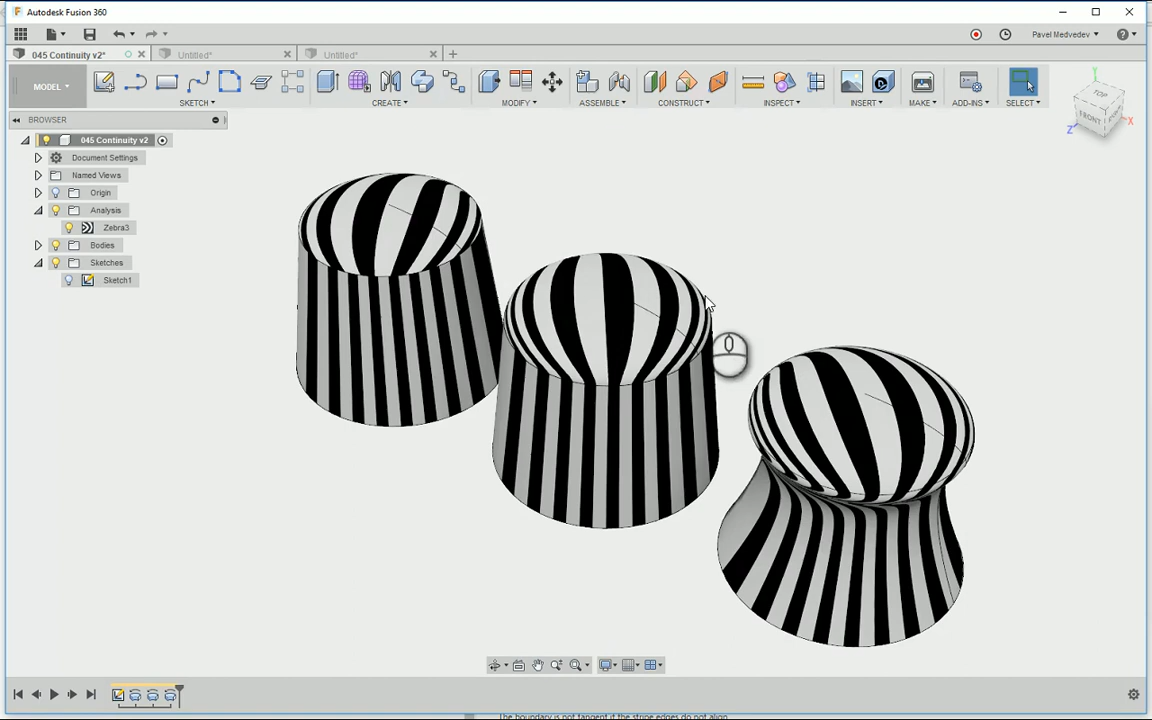 Autodesk Fusion 360
Pavel Medvedev
045 Continuity v2*
Untitled*
Untitled*
MODEL
SKETCH
CREATE
MODIFY
ASSEMBLE
CONSTRUCT
INSPECT
INSERT
MAKE
ADD-INS
SELECT
BROWSER
TOP
FRONT
X
Y
Z
045 Continuity v2
Document Settings
Named Views
Origin
Analysis
Zebra3
Bodies
Sketches
Sketch1
The boundary is not tangent if the stripe edges do not align